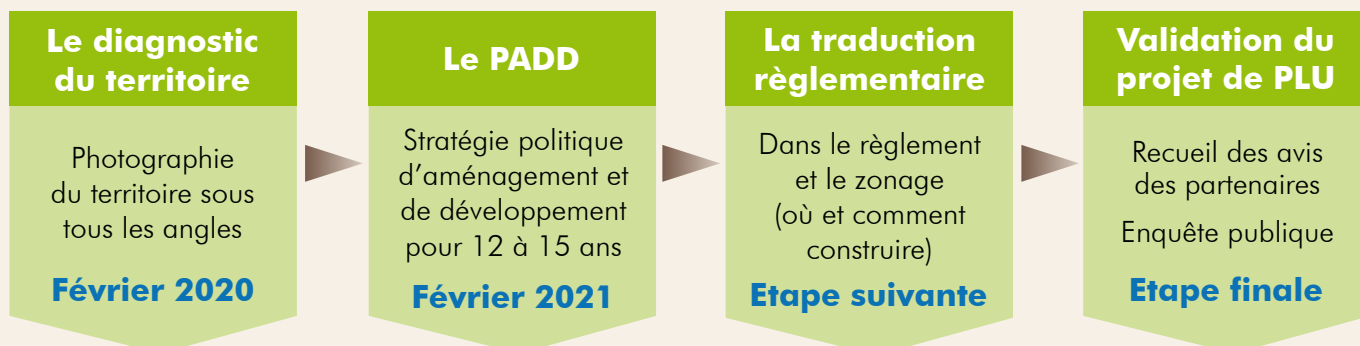 Le diagnostic
du territoire
Photographie
du territoire sous
tous les angles
Février 2020
Le PADD
Stratégie politique
d'aménagement et
de développement
pour 12 à 15 ans
Février 2021
La traduction
règlementaire
Dans le règlement
et le zonage
(où et comment
construire)
Etape suivante
Validation du
projet de PLU
Recueil des avis
des partenaires
Enquête publique
Etape finale